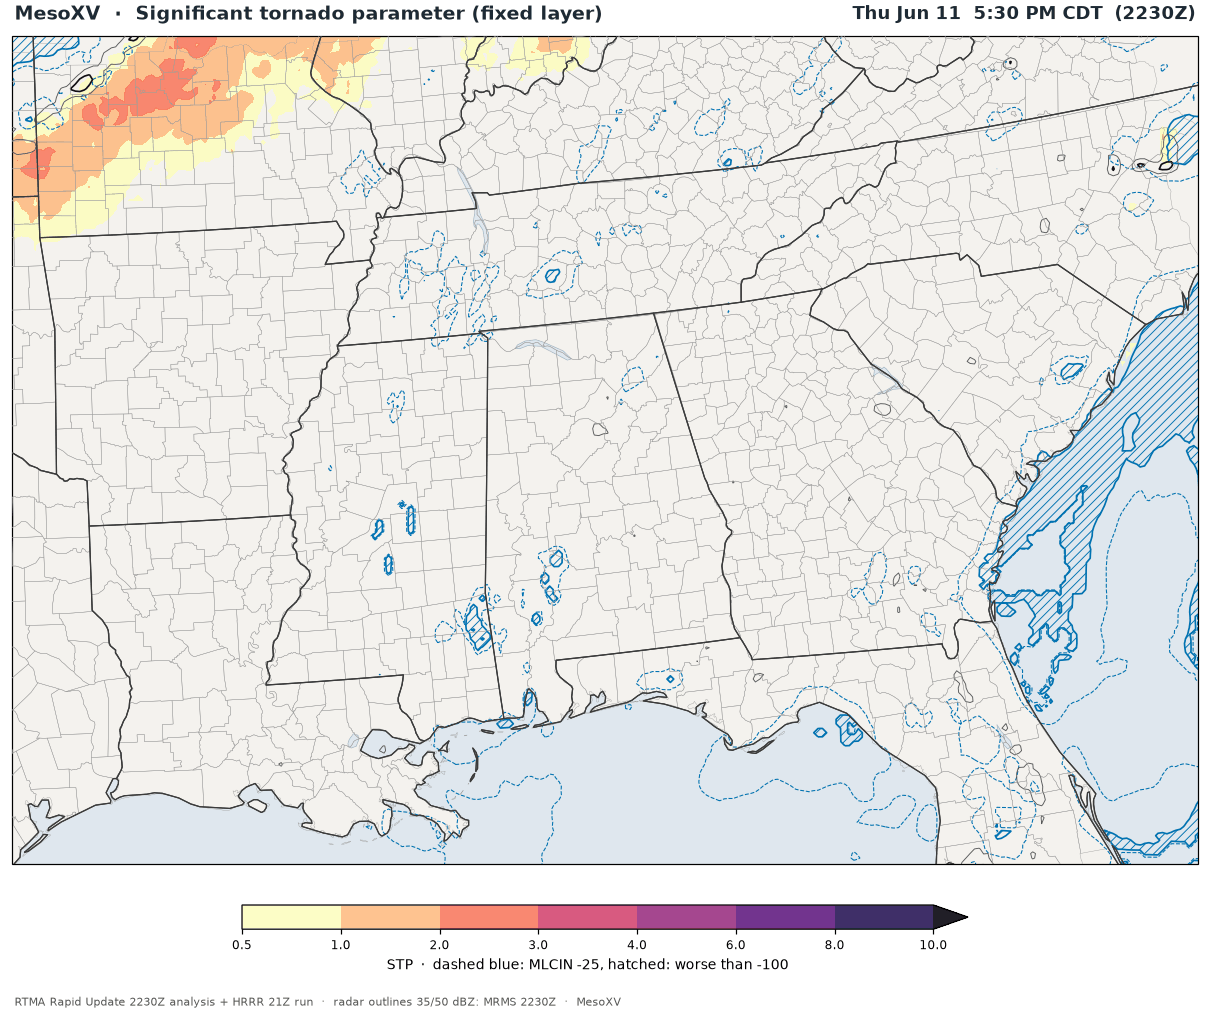 MesoXV · Significant tornado parameter (fixed layer)
Thu Jun 11 5:30 PM CDT (2230Z)
0.5 1.0 2.0 3.0 4.0 6.0 8.0 10.0
STP · dashed blue: MLCIN -25, hatched: worse than -100
RTMA Rapid Update 2230Z analysis + HRRR 21Z run · radar outlines 35/50 dBZ: MRMS 2230Z · MesoXV